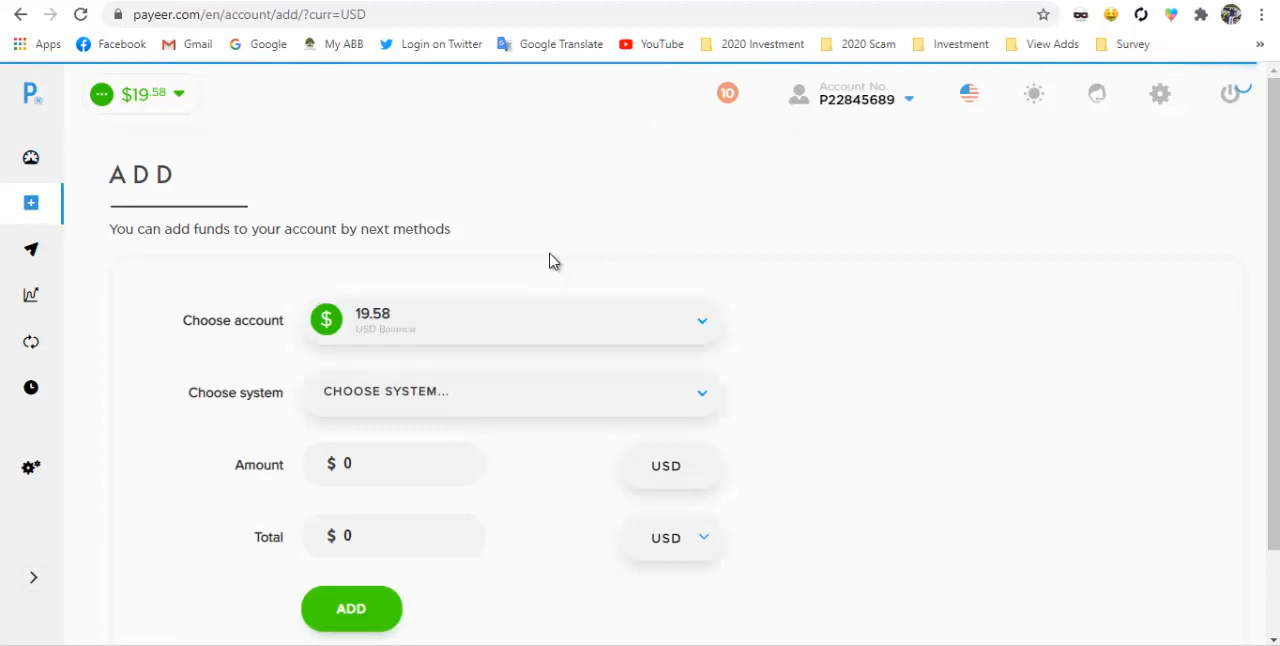 payeer.com/en/account/add/?curr=USD
Apps Facebook Gmail Google My ABB Login on Twitter Google Translate YouTube 2020 Investment 2020 Scam Investment View Adds Survey »
P
$19.58
10
Account No.
P22845689
ADD
You can add funds to your account by next methods
Choose account
$ 19.58
USD Balance
Choose system
CHOOSE SYSTEM...
Amount
$ 0
USD
Total
$ 0
USD
ADD